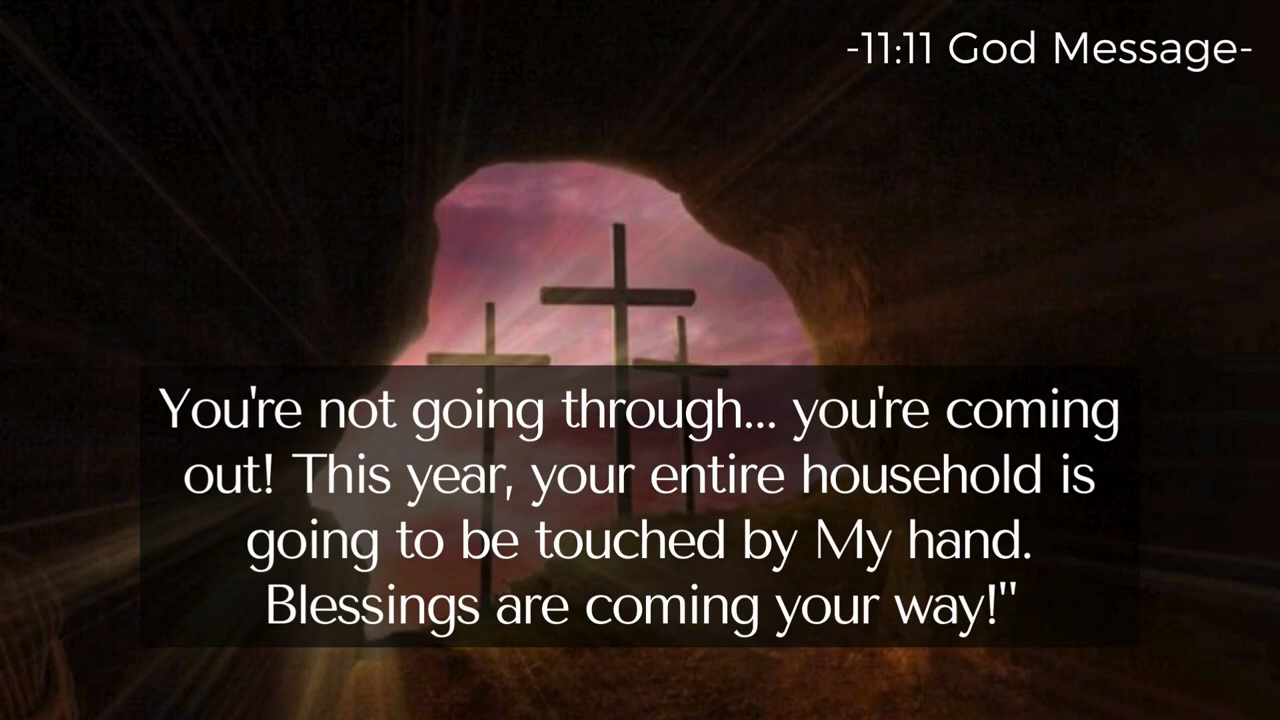 -11:11 God Message-
You're not going through... you're coming
out! This year, your entire household is
going to be touched by My hand.
Blessings are coming your way!"